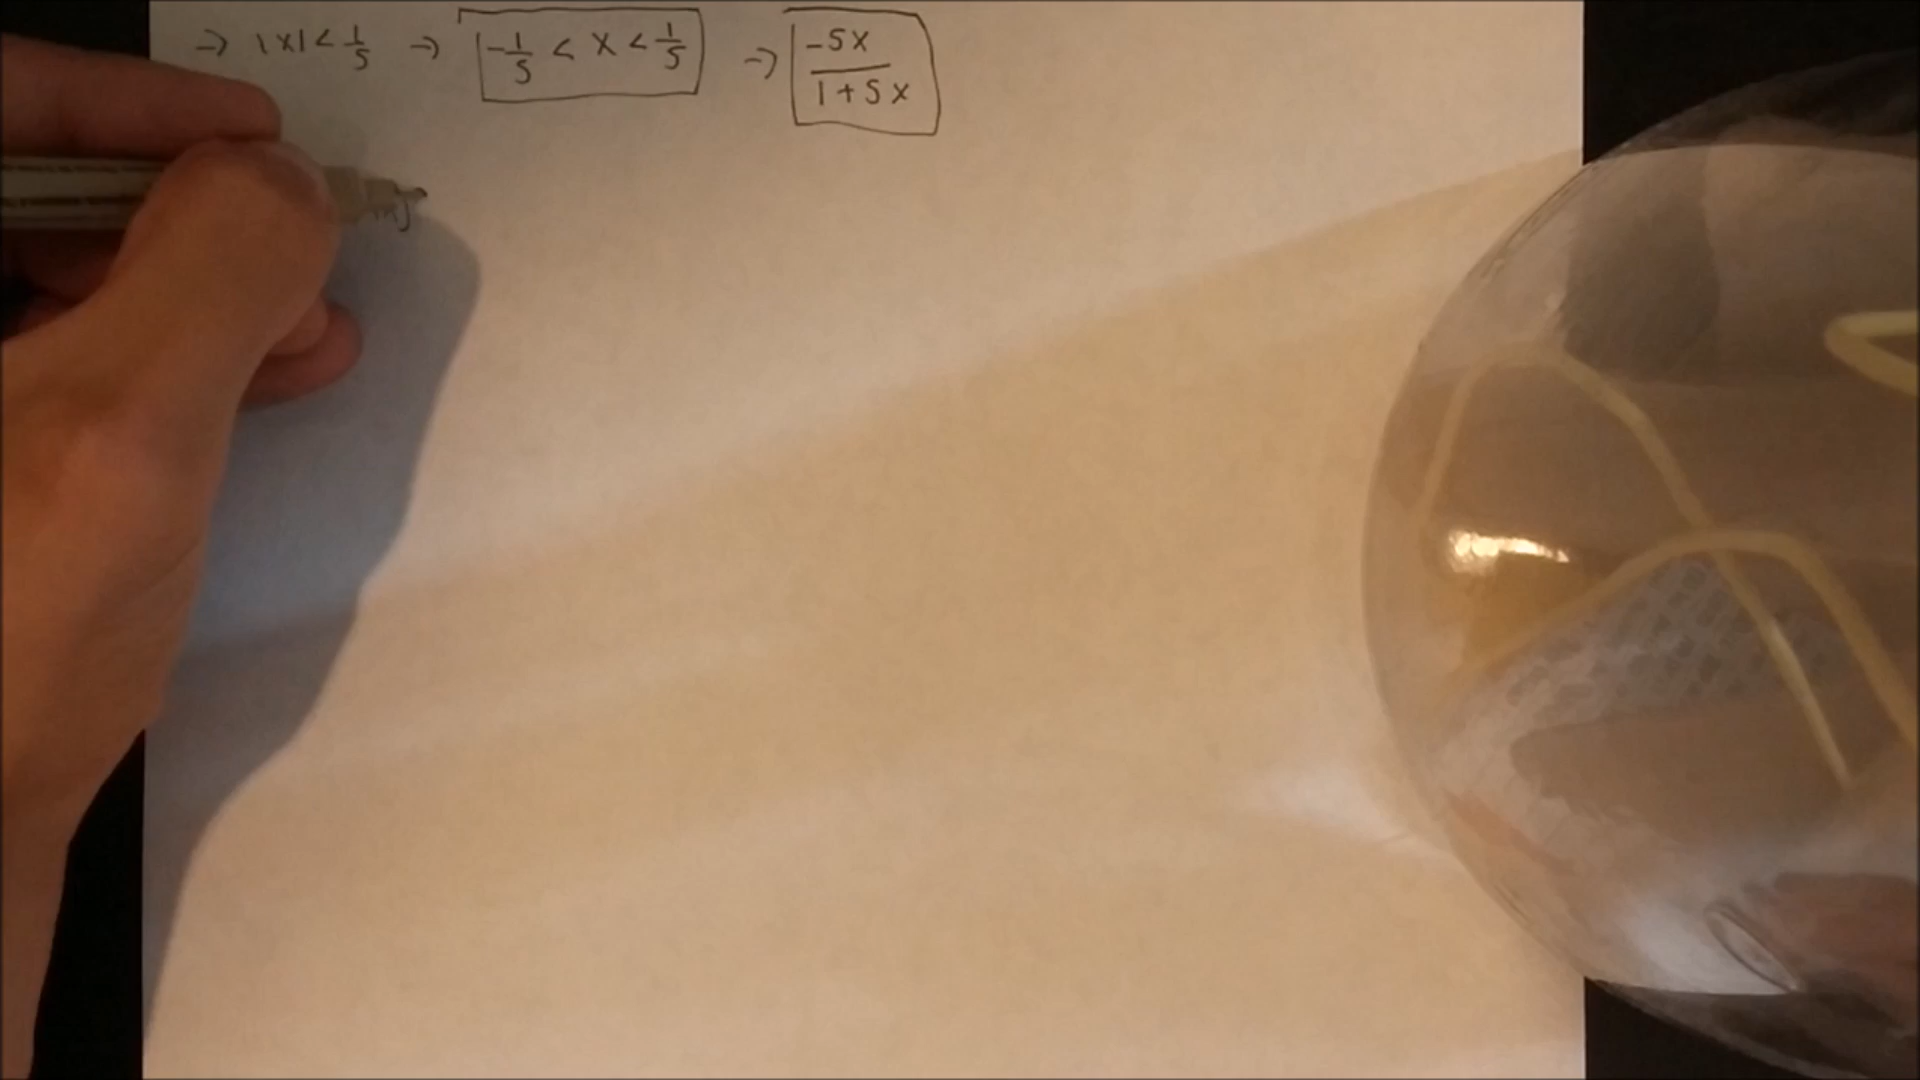 → |x| < 1/5 → -1/5 < x < 1/5 → -5x/1+5x